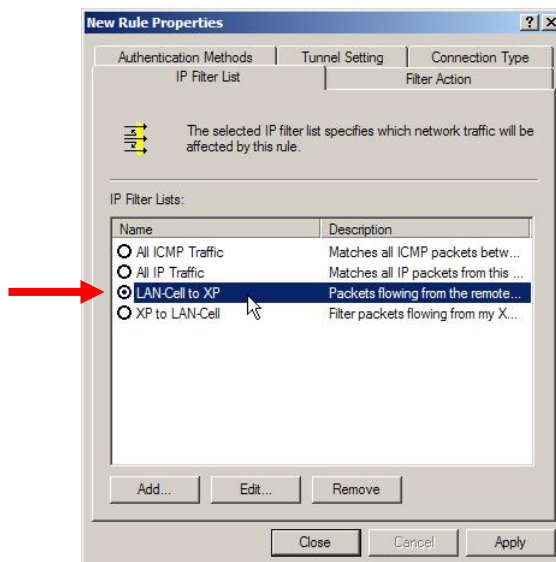 New Rule Properties
Authentication Methods Tunnel Setting Connection Type
IP Filter List Filter Action
The selected IP filter list specifies which network traffic will be
affected by this rule.
IP Filter Lists:
Name Description
All ICMP Traffic Matches all ICMP packets betw...
All IP Traffic Matches all IP packets from this ...
LAN-Cell to XP Packets flowing from the remote...
XP to LAN-Cell Filter packets flowing from my X...
Add... Edit... Remove
Close Cancel Apply